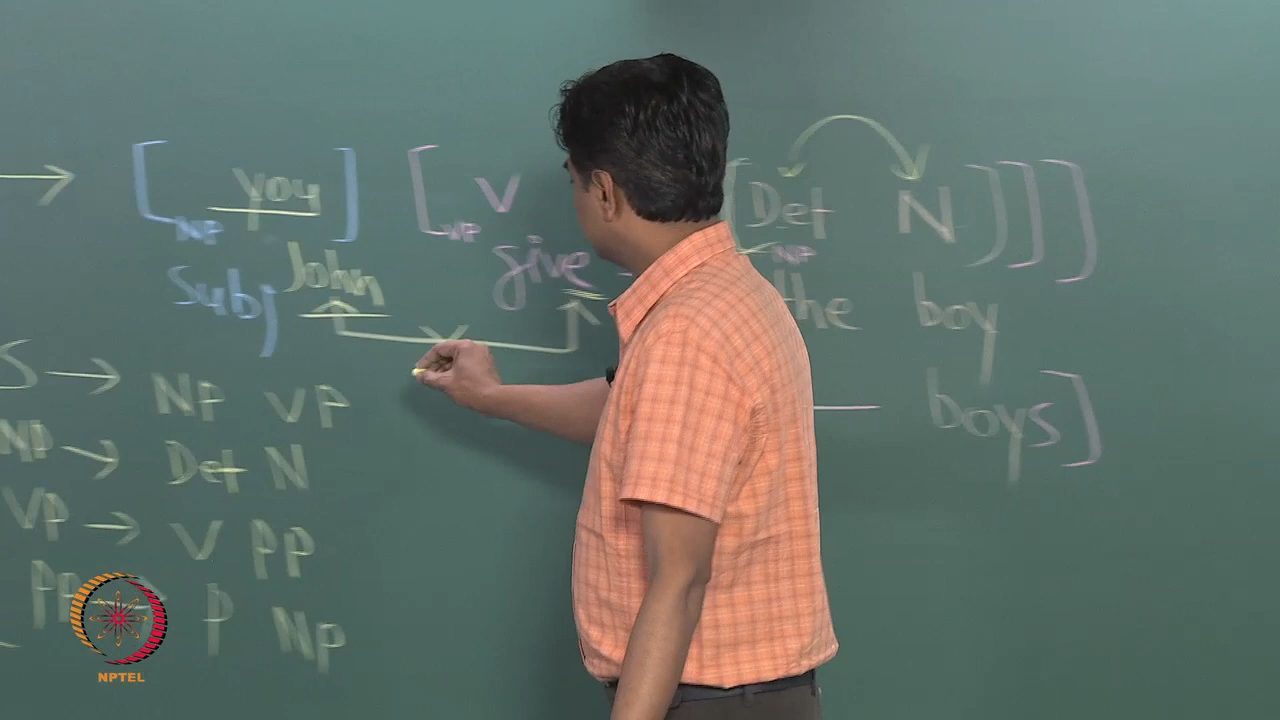 → [NP you] [VP V [NP Det N]]]
Subj John give the boy
boys]
S → NP VP
NP → Det N
VP → V PP
PP → P NP
NPTEL